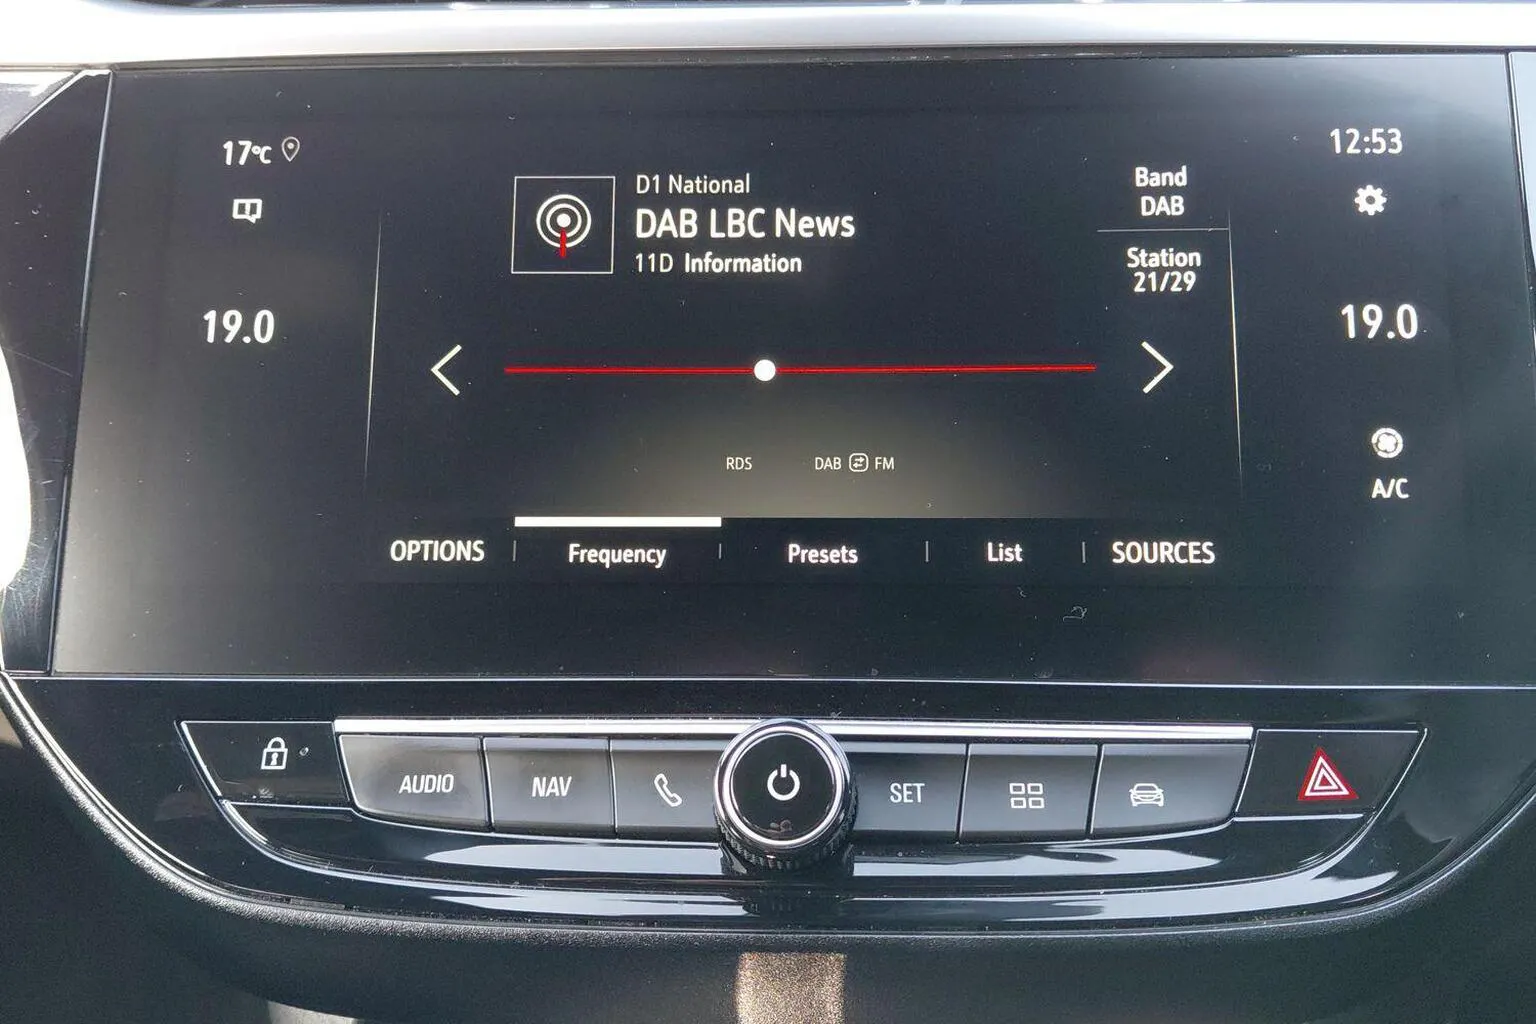 17°C
12:53
D1 National
DAB LBC News
11D Information
Band
DAB
Station
21/29
19.0
19.0
RDS
DAB FM
A/C
OPTIONS
Frequency
Presets
List
SOURCES
AUDIO
NAV
SET